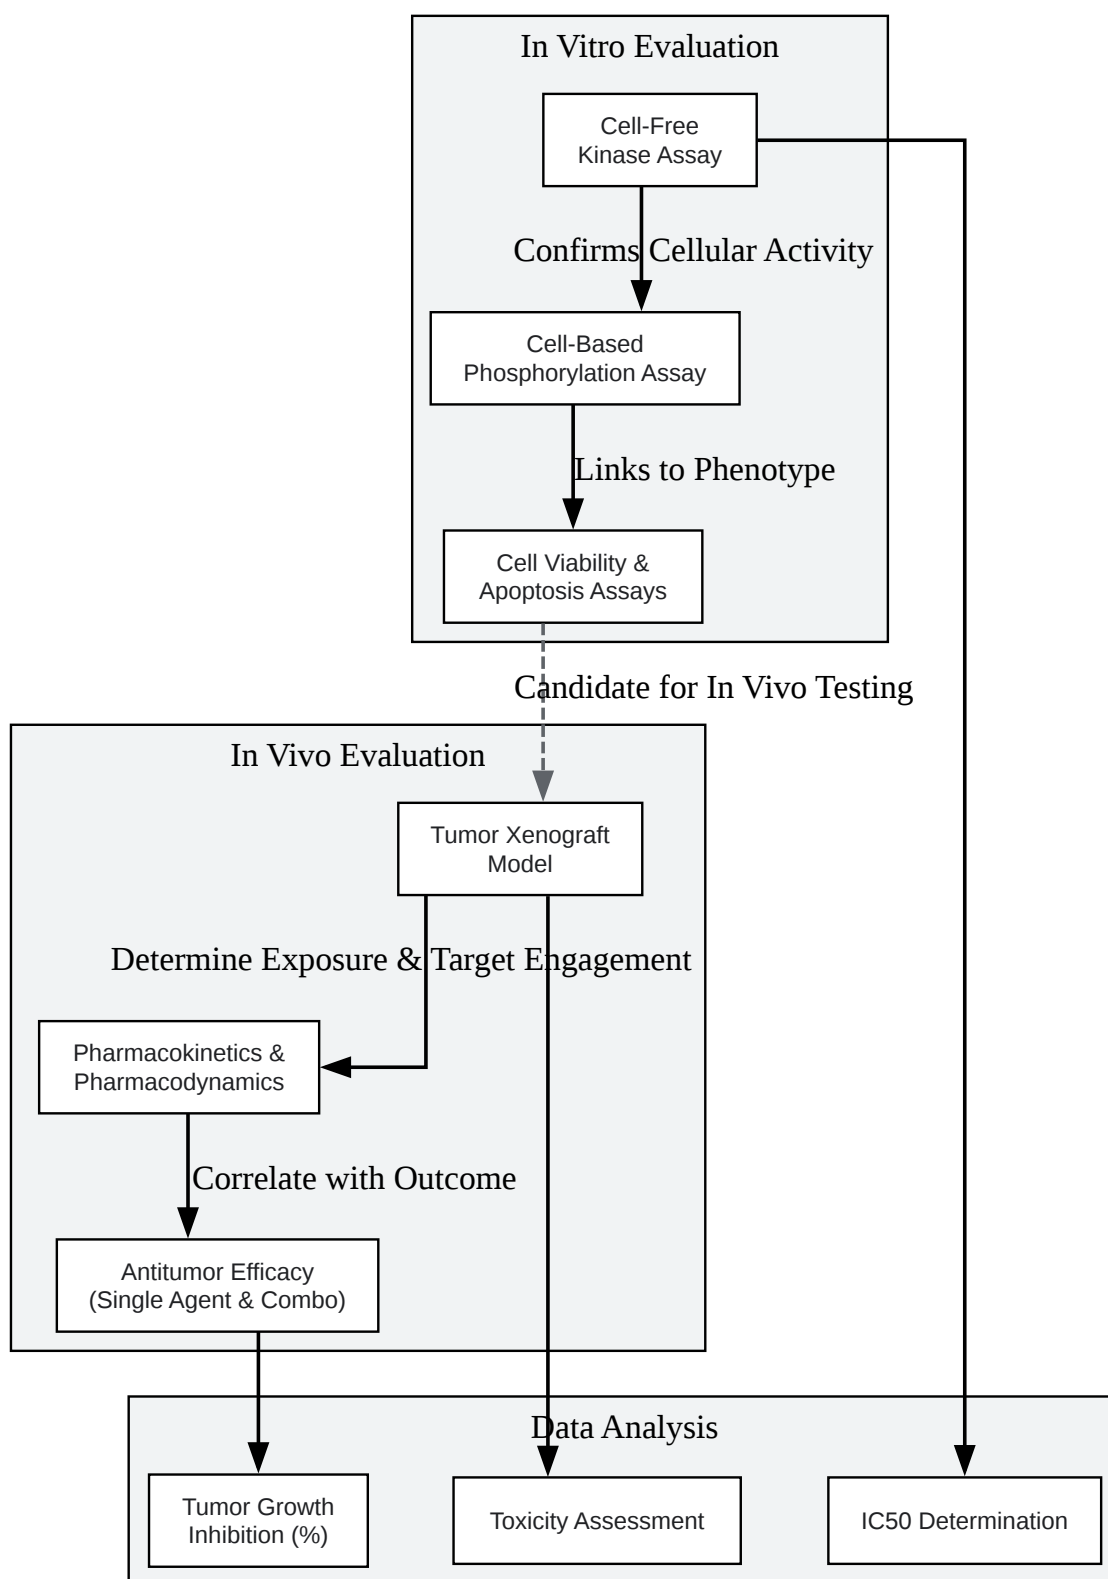 In Vitro Evaluation
Cell-Free
Kinase Assay
Confirms Cellular Activity
Cell-Based
Phosphorylation Assay
Links to Phenotype
Cell Viability &
Apoptosis Assays
Candidate for In Vivo Testing
In Vivo Evaluation
Tumor Xenograft
Model
Determine Exposure & Target Engagement
Pharmacokinetics &
Pharmacodynamics
Correlate with Outcome
Antitumor Efficacy
(Single Agent & Combo)
Data Analysis
Tumor Growth
Inhibition (%)
Toxicity Assessment
IC50 Determination